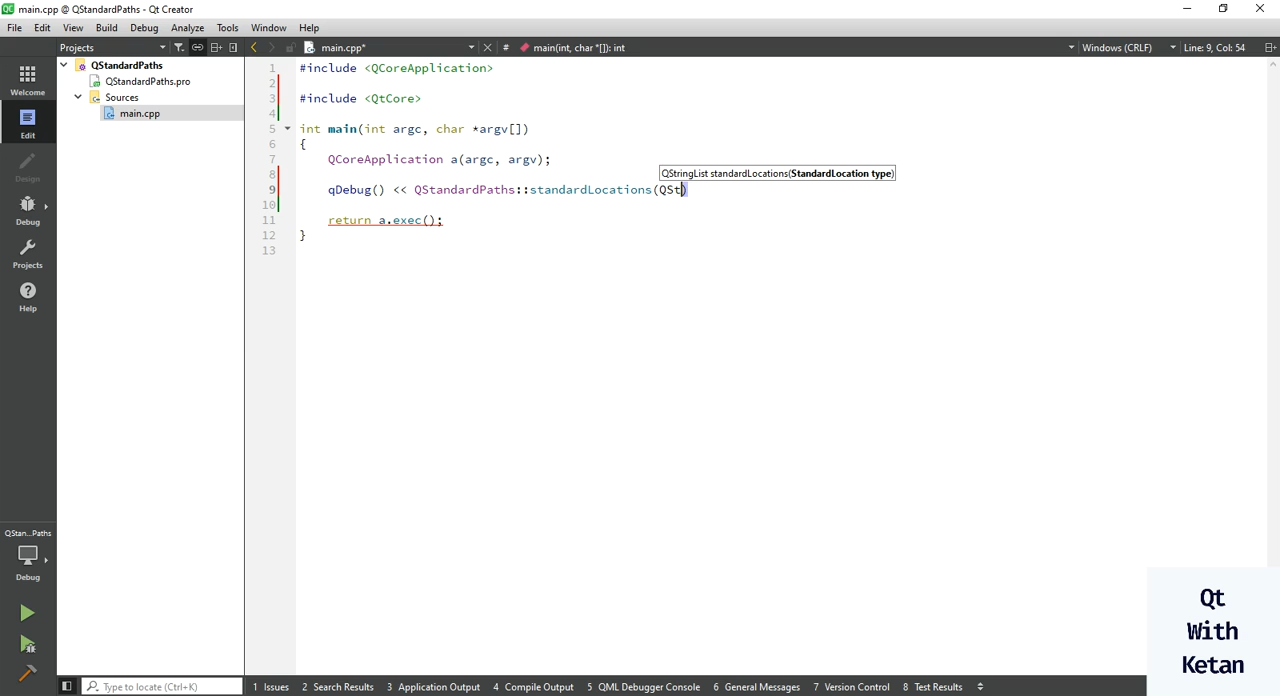 main.cpp @ QStandardPaths - Qt Creator
File Edit View Build Debug Analyze Tools Window Help
Projects main.cpp* # main(int, char *[]): int Windows (CRLF) Line: 9, Col: 54
QStandardPaths
QStandardPaths.pro
Sources
main.cpp
Welcome
Edit
Design
Debug
Projects
Help
QStan...Paths
Debug
1 #include <QCoreApplication>
2
3 #include <QtCore>
4
5 int main(int argc, char *argv[])
6 {
7 QCoreApplication a(argc, argv);
8
QStringList standardLocations(StandardLocation type)
9 qDebug() << QStandardPaths::standardLocations(QSt)
10
11 return a.exec();
12 }
13
Qt
With
Ketan
Type to locate (Ctrl+K) 1 Issues 2 Search Results 3 Application Output 4 Compile Output 5 QML Debugger Console 6 General Messages 7 Version Control 8 Test Results